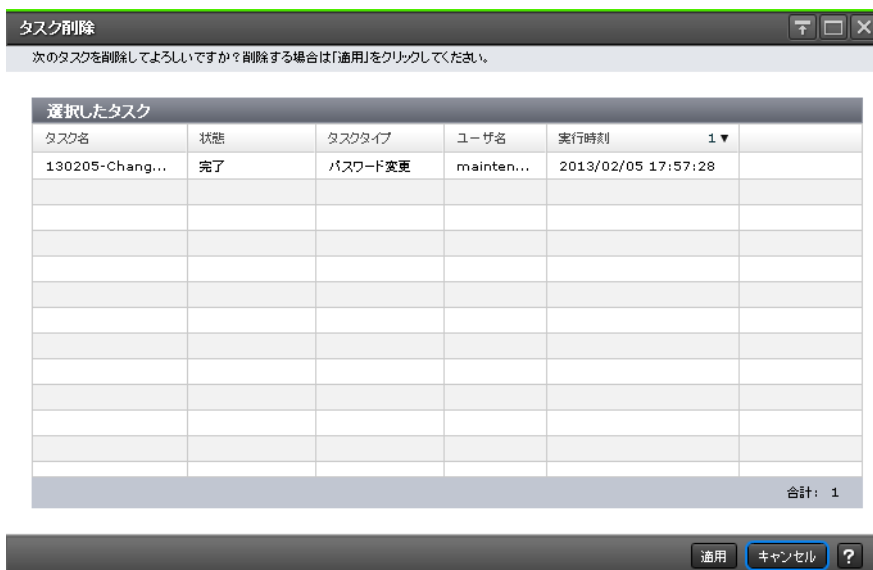 タスク削除
次のタスクを削除してよろしいですか？削除する場合は「適用」をクリックしてください。
選択したタスク
タスク名 状態 タスクタイプ ユーザ名 実行時刻 1▼
130205-Chang... 完了 パスワード変更 mainten... 2013/02/05 17:57:28
合計: 1
適用 キャンセル ?